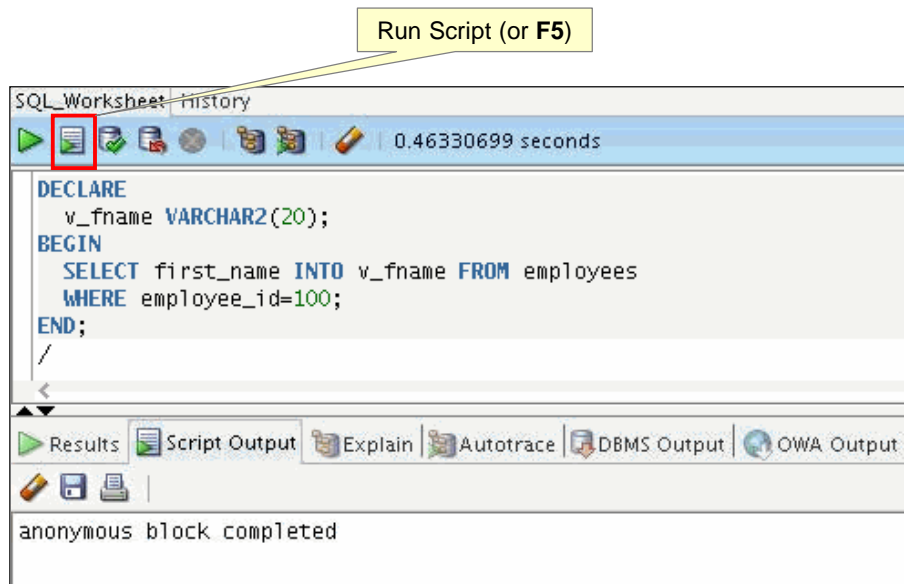 Run Script (or F5)
SQL_Worksheet History
0.46330699 seconds
DECLARE
v_fname VARCHAR2(20);
BEGIN
SELECT first_name INTO v_fname FROM employees
WHERE employee_id=100;
END;
/
Results Script Output Explain Autotrace DBMS Output OWA Output
anonymous block completed